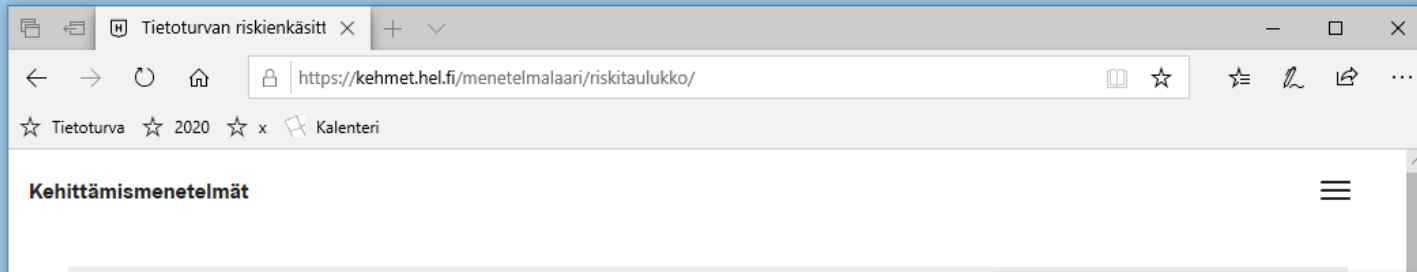 Tietoturvan riskienkäsitt
https://kehmet.hel.fi/menetelmalaari/riskitaulukko/
Tietoturva 2020 x Kalenteri
Kehittämismenetelmät